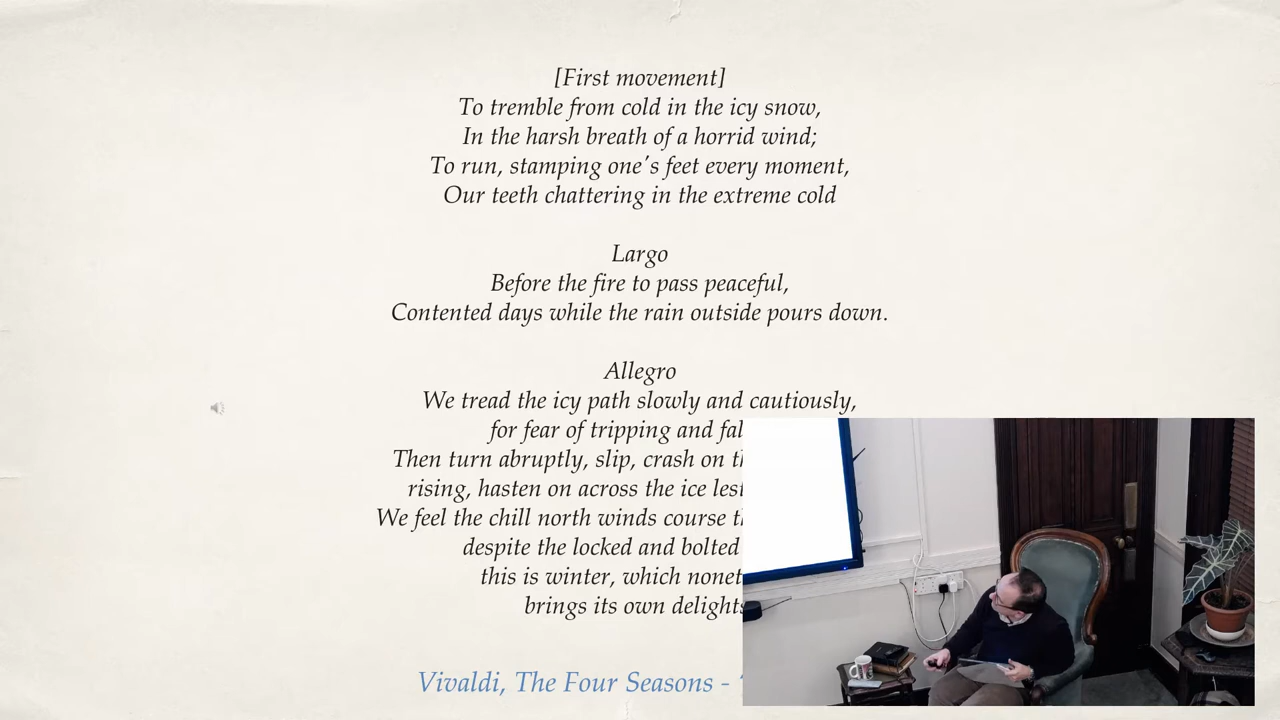 [First movement]
To tremble from cold in the icy snow,
In the harsh breath of a horrid wind;
To run, stamping one's feet every moment,
Our teeth chattering in the extreme cold
Largo
Before the fire to pass peaceful,
Contented days while the rain outside pours down.
Allegro
We tread the icy path slowly and cautiously,
for fear of tripping and
Then turn abruptly, slip, crash on
rising, hasten on across the ice lest
We feel the chill north winds course
despite the locked and bolted
this is winter, which
brings its own delights
Vivaldi, The Four Seasons -